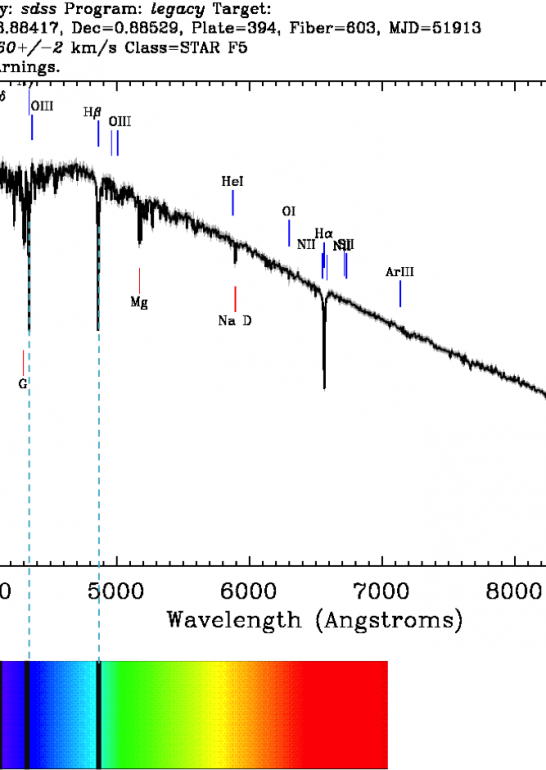 y: sdss Program: legacy Target:
.88417, Dec=0.88529, Plate=394, Fiber=603, MJD=51913
60+/−2 km/s Class=STAR F5
rnings.
δ
OIII
Hβ
OIII
HeI
OI
NII
Hα
NII
SII
ArIII
Mg
Na D
G
0 5000 6000 7000 8000
Wavelength (Angstroms)